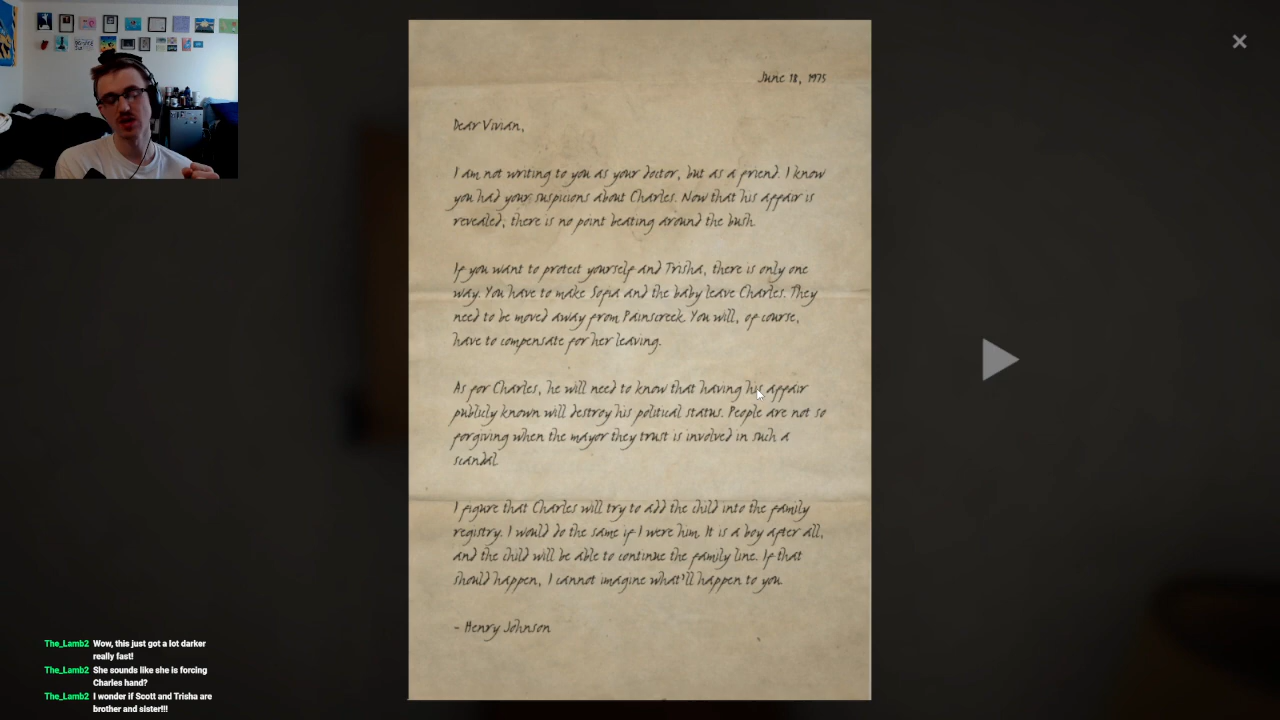 June 18, 1975
Dear Vivian,
I am not writing to you as your doctor, but as a friend. I know
you had your suspicions about Charles. Now that his affair is
revealed, there is no point beating around the bush.
If you want to protect yourself and Trisha, there is only one
way. You have to make Sofia and the baby leave Charles. They
need to be moved away from Painscreek. You will, of course,
have to compensate for her leaving.
As for Charles, he will need to know that having his affair
publicly known will destroy his political status. People are not so
forgiving when the mayor they trust is involved in such a
scandal.
I figure that Charles will try to add the child into the family
registry. I would do the same if I were him. It is a boy after all,
and the child will be able to continue the family line. If that
should happen, I cannot imagine what'll happen to you.
- Henry Johnson
The_Lamb2 Wow, this just got a lot darker
really fast!
The_Lamb2 She sounds like she is forcing
Charles hand?
The_Lamb2 I wonder if Scott and Trisha are
brother and sister!!!